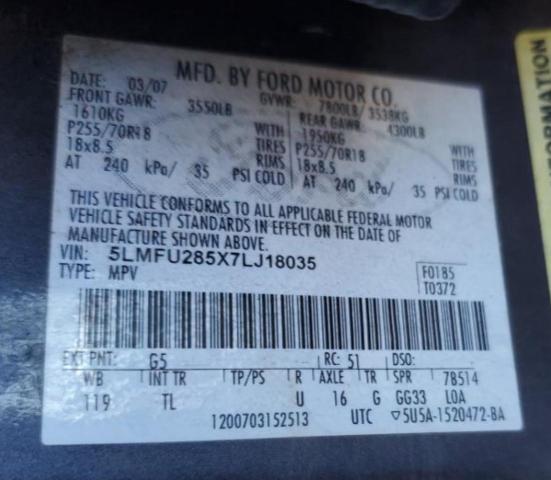 MFD. BY FORD MOTOR CO.
DATE: 03/07 GVWR: 7800LB/ 3538KG
FRONT GAWR: 3550LB REAR GAWR: 4300LB
1610KG WITH 1950KG WITH
P255/70R18 TIRES P255/70R18 TIRES
18x8.5 RIMS 18x8.5 RIMS
AT 240 kPa/ 35 PSI COLD AT 240 kPa/ 35 PSI COLD
THIS VEHICLE CONFORMS TO ALL APPLICABLE FEDERAL MOTOR
VEHICLE SAFETY STANDARDS IN EFFECT ON THE DATE OF
MANUFACTURE SHOWN ABOVE.
VIN: 5LMFU285X7LJ18035 F0185
TYPE: MPV T0372
EXT PNT: G5 RC: 51 DSO:
WB INT TR TP/PS R AXLE TR SPR 7B514
119 TL U 16 G GG33 LOA
1200703152513 UTC ▽5U5A-1520472-BA
ORMATION